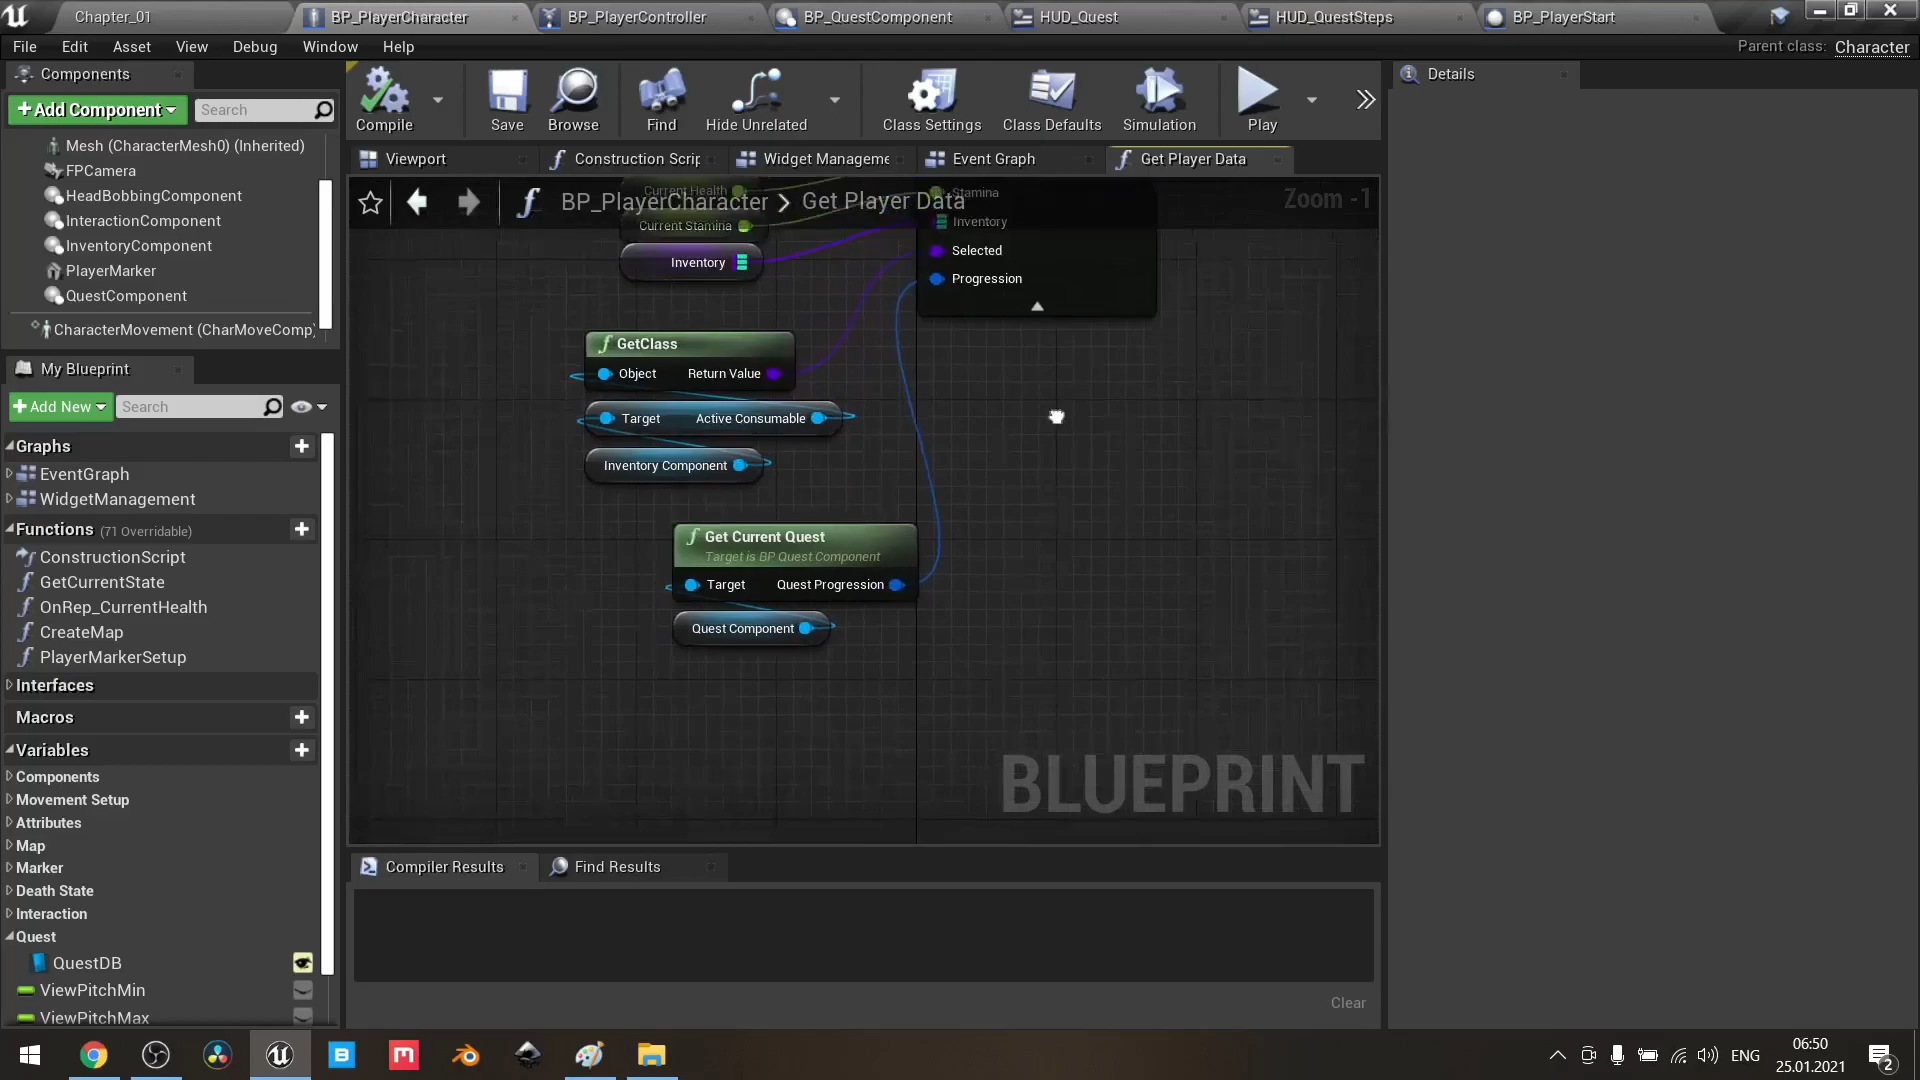 Chapter_01
BP_PlayerCharacter
BP_PlayerController
BP_QuestComponent
HUD_Quest
HUD_QuestSteps
BP_PlayerStart
File Edit Asset View Debug Window Help
Parent class: Character
Components
+Add Component
Search
Mesh (CharacterMesh0) (Inherited)
FPCamera
HeadBobbingComponent
InteractionComponent
InventoryComponent
PlayerMarker
QuestComponent
CharacterMovement (CharMoveComp)
My Blueprint
+Add New
Search
Graphs
EventGraph
WidgetManagement
Functions (71 Overridable)
ConstructionScript
GetCurrentState
OnRep_CurrentHealth
CreateMap
PlayerMarkerSetup
Interfaces
Macros
Variables
Components
Movement Setup
Attributes
Map
Marker
Death State
Interaction
Quest
QuestDB
ViewPitchMin
ViewPitchMax
Compile
Save
Browse
Find
Hide Unrelated
Class Settings
Class Defaults
Simulation
Play
Viewport
Construction Scrip
Widget Manageme
Event Graph
Get Player Data
BP_PlayerCharacter > Get Player Data
Zoom -1
Current Health
Current Stamina
Inventory
Stamina
Inventory
Selected
Progression
GetClass
Object Return Value
Target Active Consumable
Inventory Component
Get Current Quest
Target is BP Quest Component
Target Quest Progression
Quest Component
BLUEPRINT
Compiler Results
Find Results
Clear
Details
ENG
06:50
25.01.2021
2